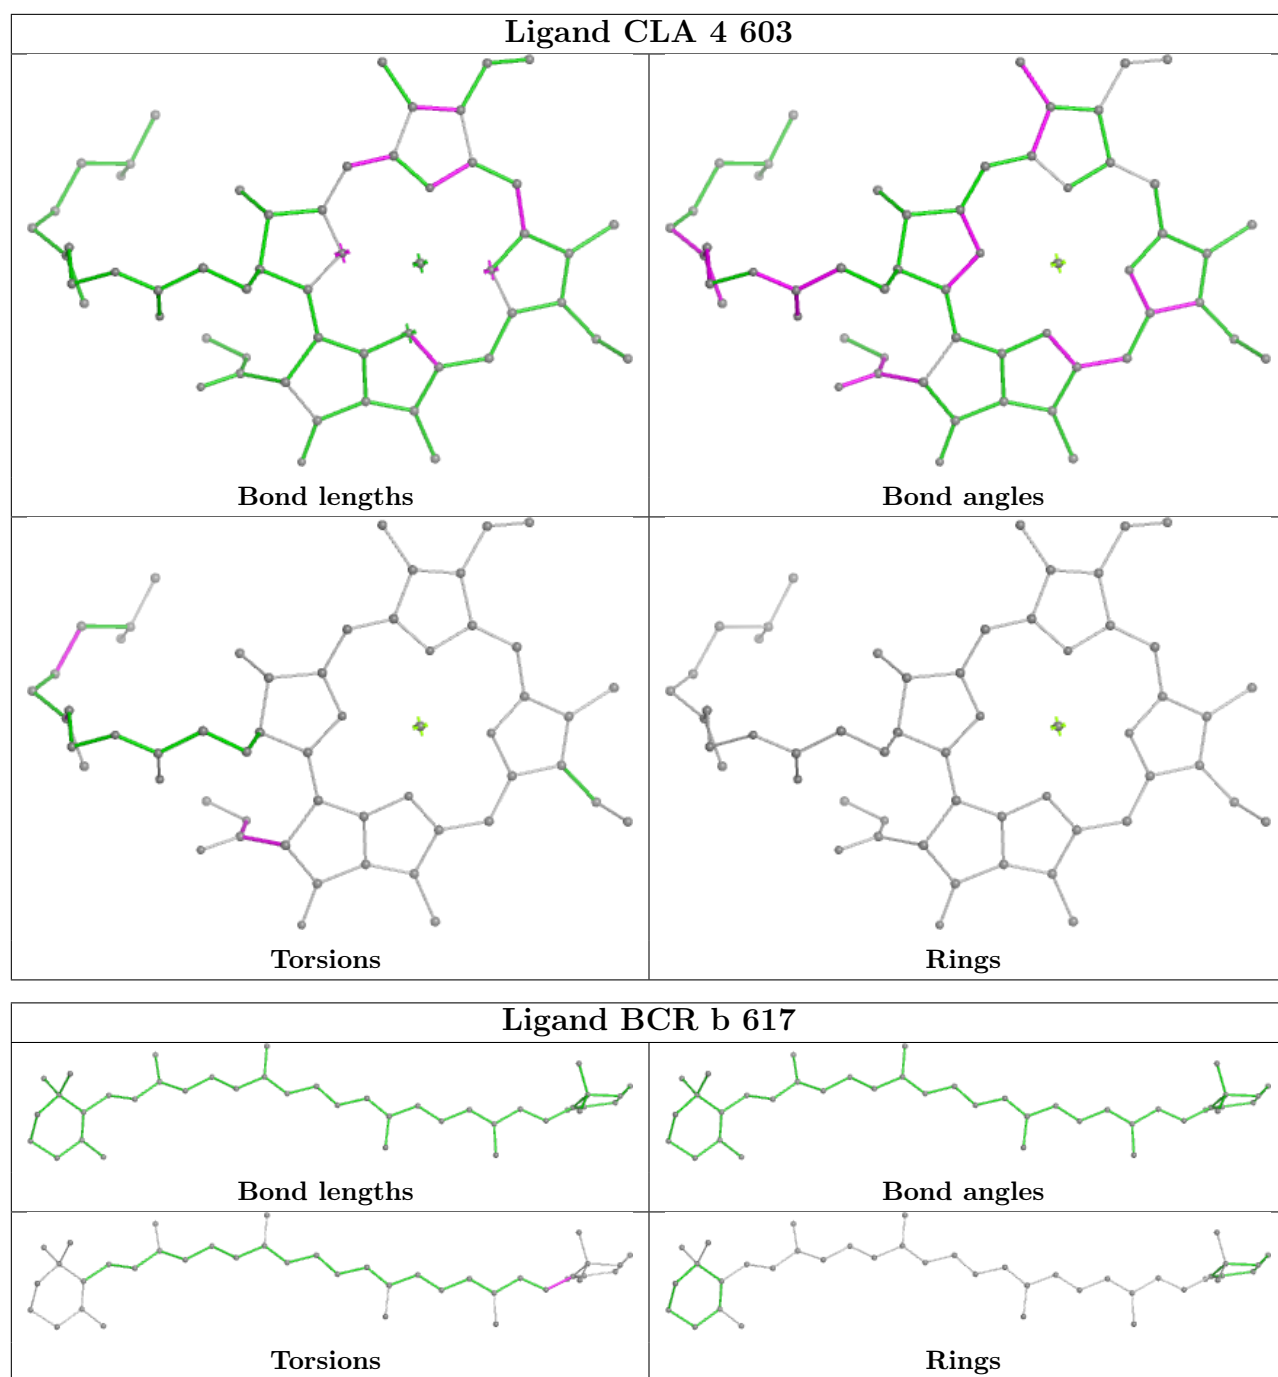 Ligand CLA 4 603
Bond lengths
Bond angles
Torsions
Rings
Ligand BCR b 617
Bond lengths
Bond angles
Torsions
Rings